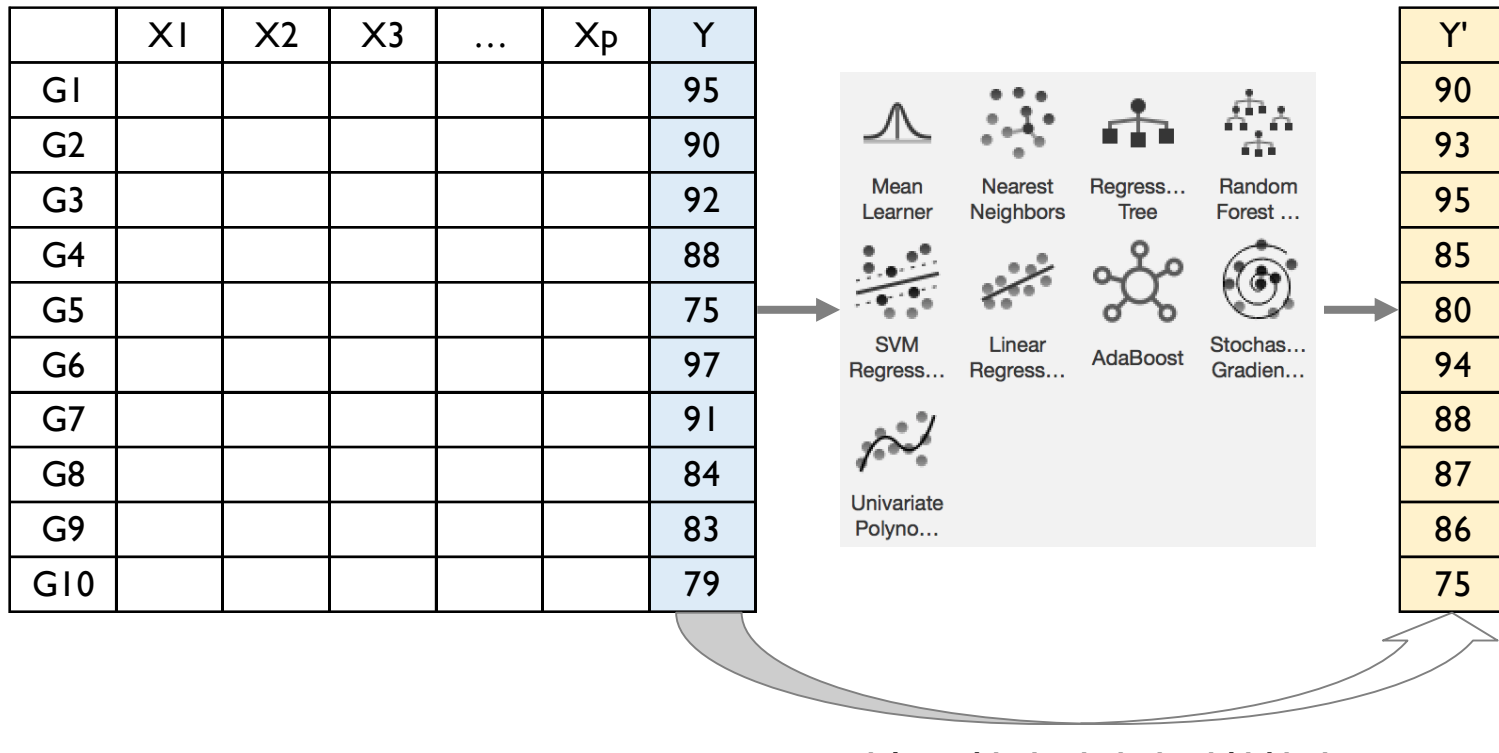 X1 X2 X3 … Xp Y
G1 95
G2 90
G3 92
G4 88
G5 75
G6 97
G7 91
G8 84
G9 83
G10 79
Mean Learner
Nearest Neighbors
Regress… Tree
Random Forest …
SVM Regress…
Linear Regress…
AdaBoost
Stochas… Gradien…
Univariate Polyno…
Y'
90
93
95
85
80
94
88
87
86
75